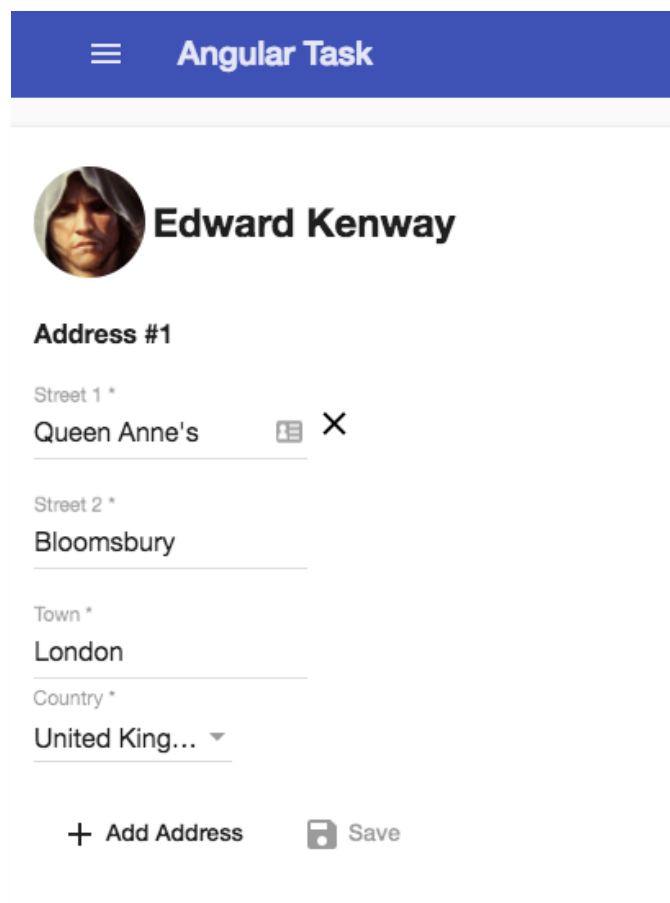 Angular Task
Edward Kenway
Address #1
Street 1 *
Queen Anne's
Street 2 *
Bloomsbury
Town *
London
Country *
United King...
Add Address Save